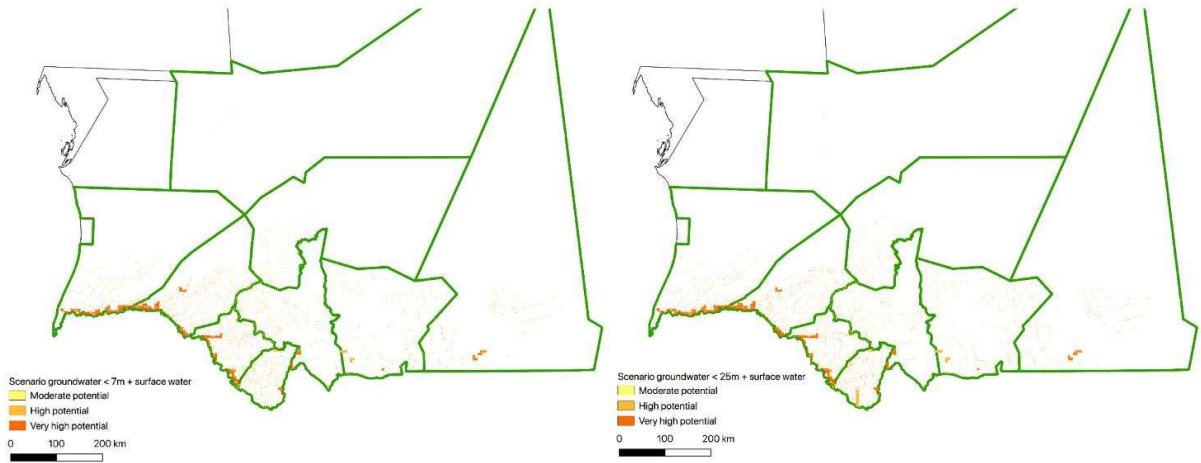 Scenario groundwater < 7m + surface water
Moderate potential
High potential
Very high potential
0 100 200 km
Scenario groundwater < 25m + surface water
Moderate potential
High potential
Very high potential
0 100 200 km